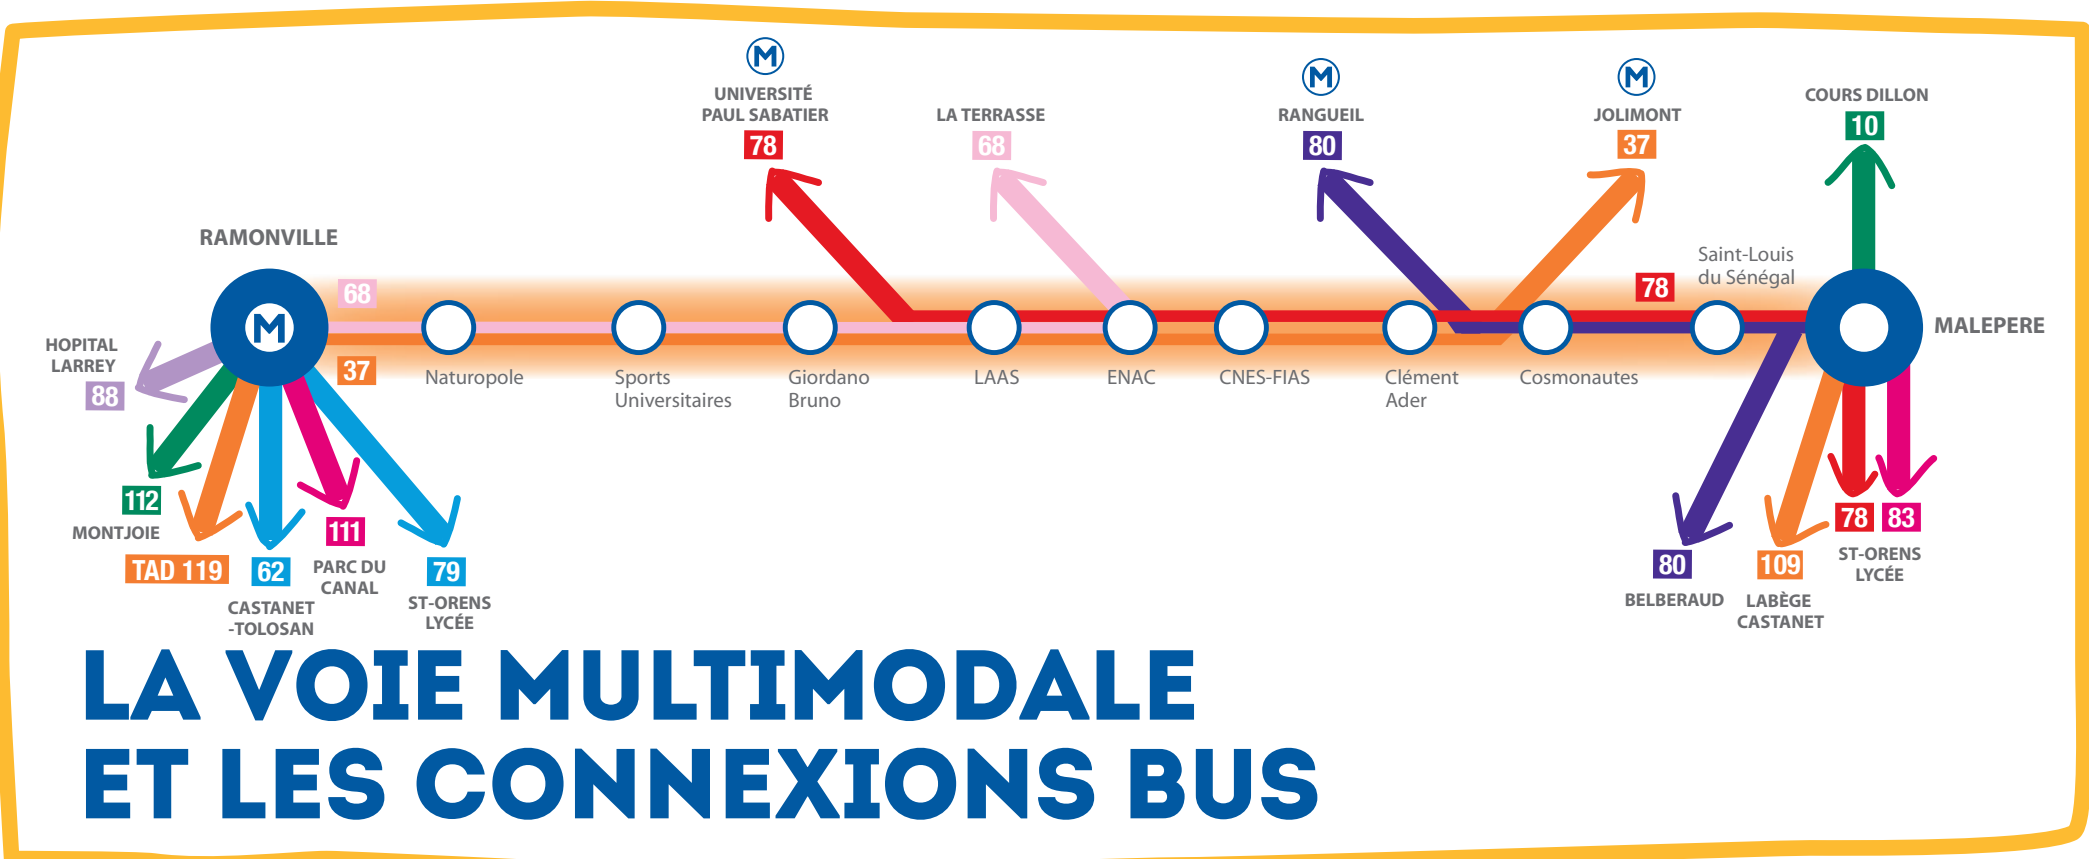 M
UNIVERSITÉ
PAUL SABATIER
78
LA TERRASSE
68
M
RANGUEIL
80
M
JOLIMONT
37
COURS DILLON
10
RAMONVILLE
M
68
37
78
Saint-Louis
du Sénégal
MALEPERE
Naturopole
Sports
Universitaires
Giordano
Bruno
LAAS
ENAC
CNES-FIAS
Clément
Ader
Cosmonautes
HOPITAL
LARREY
88
112
MONTJOIE
TAD 119
62
CASTANET
-TOLOSAN
111
PARC DU
CANAL
79
ST-ORENS
LYCÉE
80
BELBERAUD
109
LABÈGE
CASTANET
78 83
ST-ORENS
LYCÉE
LA VOIE MULTIMODALE
ET LES CONNEXIONS BUS